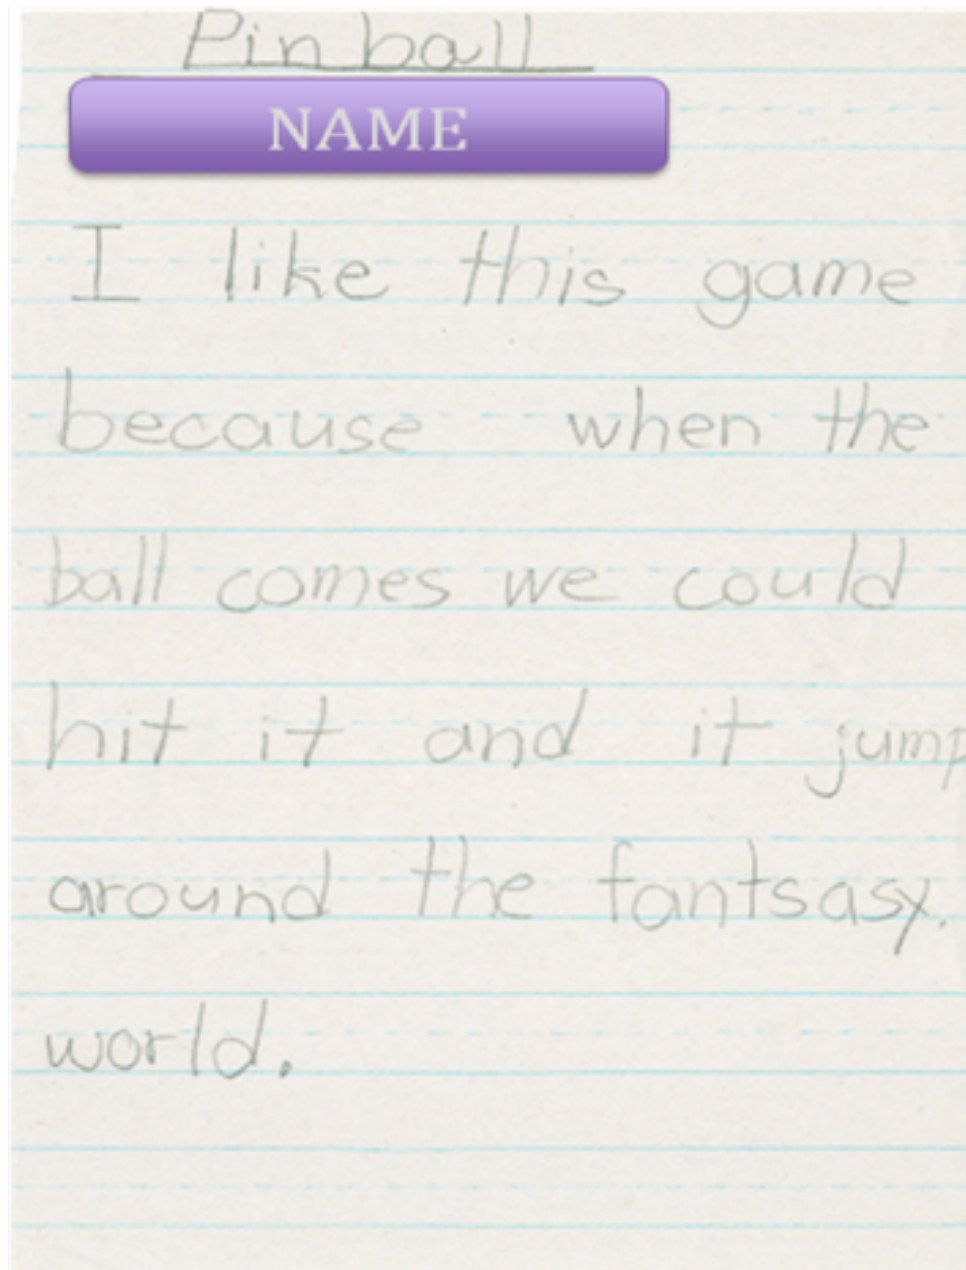 Pinball
NAME
I like this game
because when the
ball comes we could
hit it and it jump
around the fantsasy.
world.